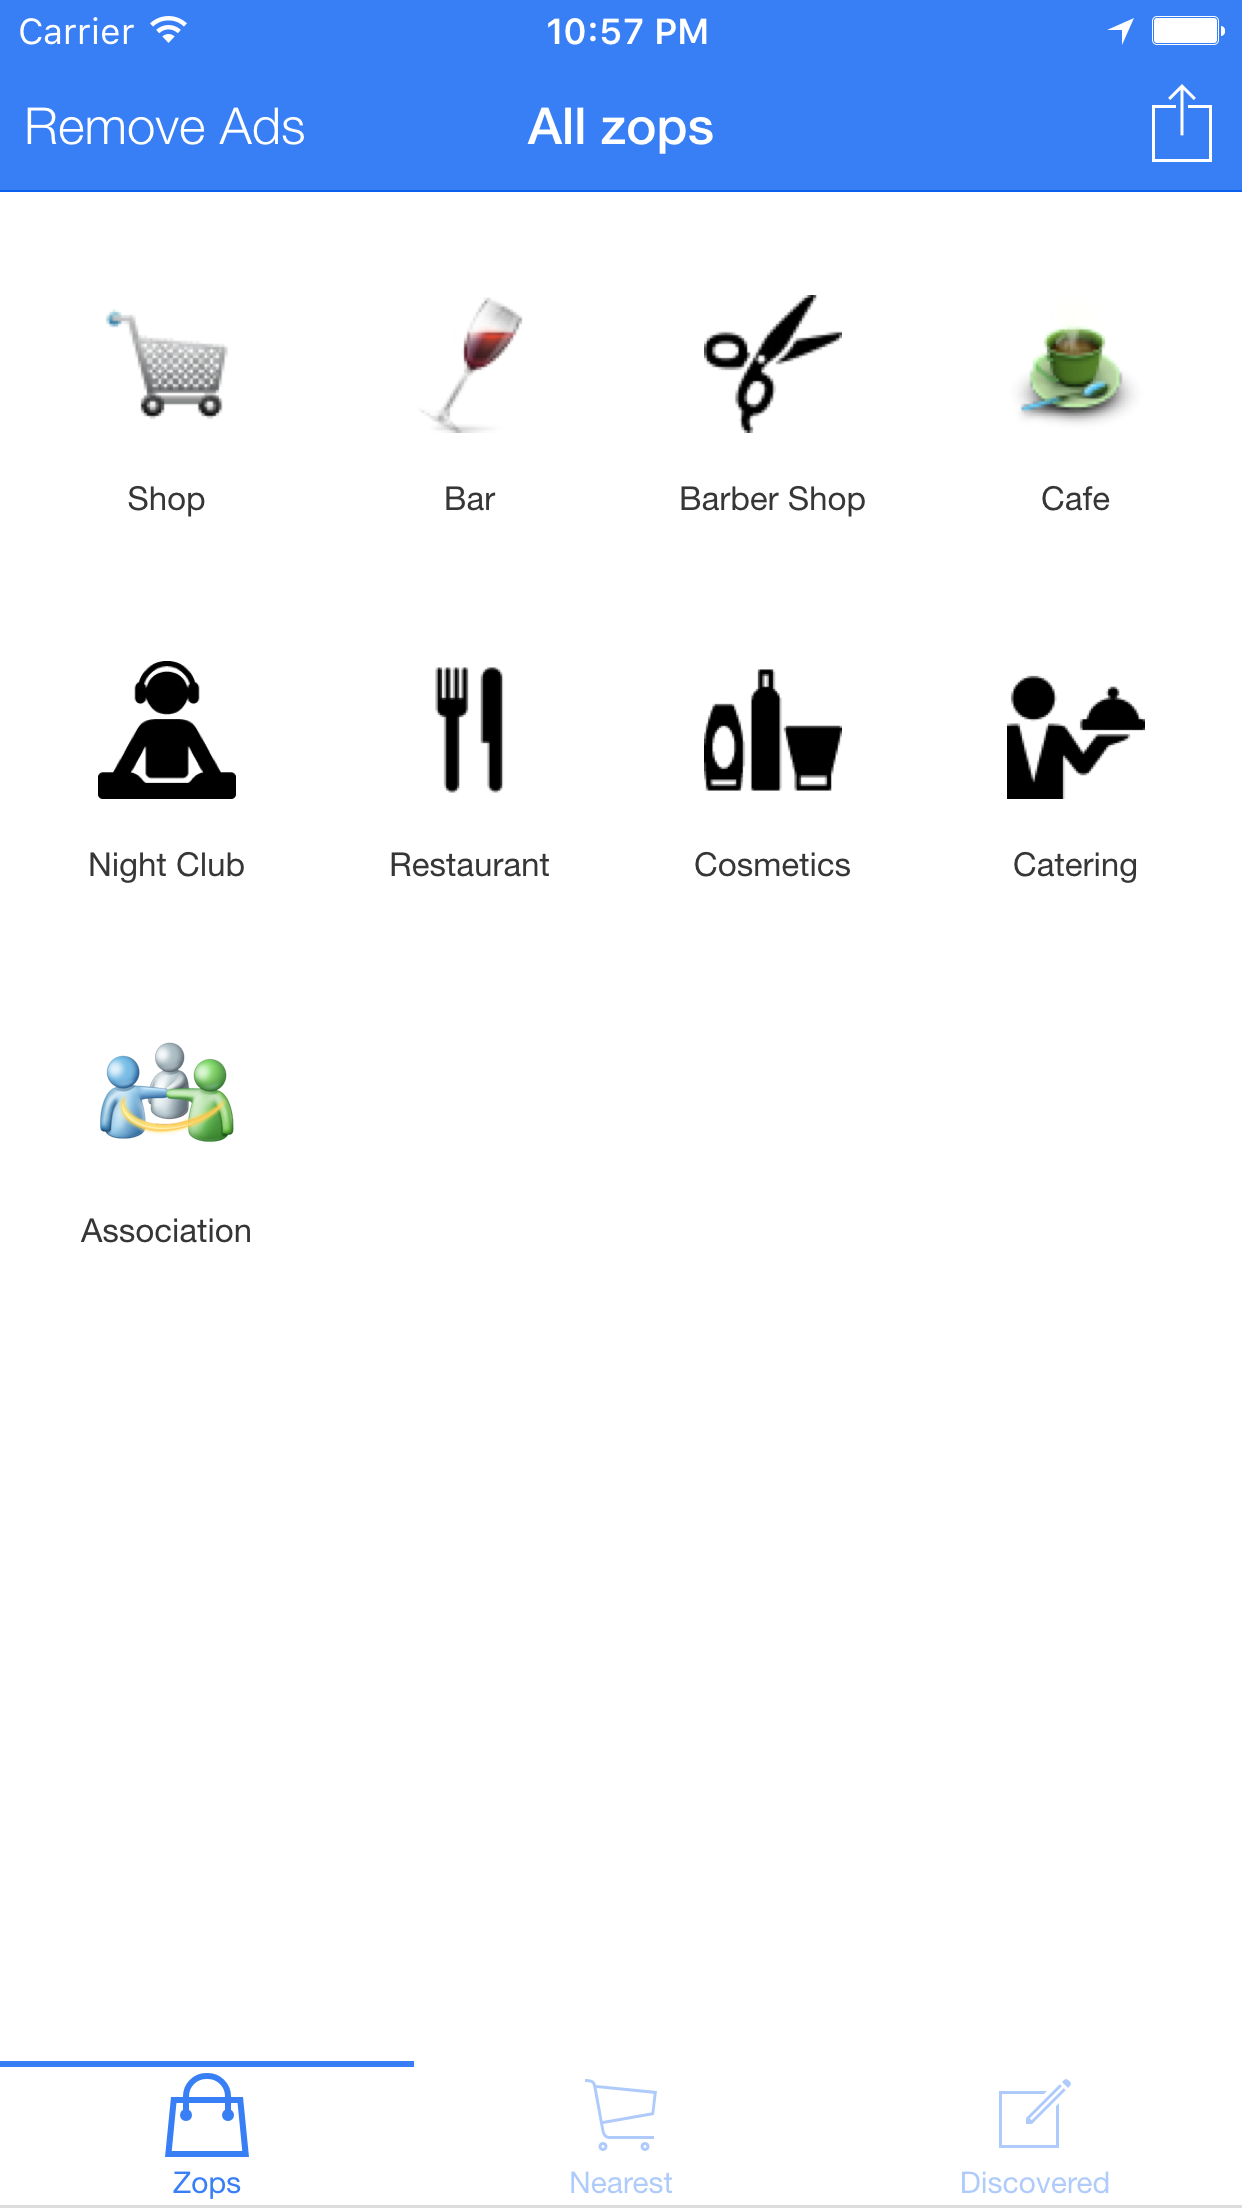 Carrier 10:57 PM
Remove Ads All zops
Shop Bar Barber Shop Cafe
Night Club Restaurant Cosmetics Catering
Association
Zops Nearest Discovered